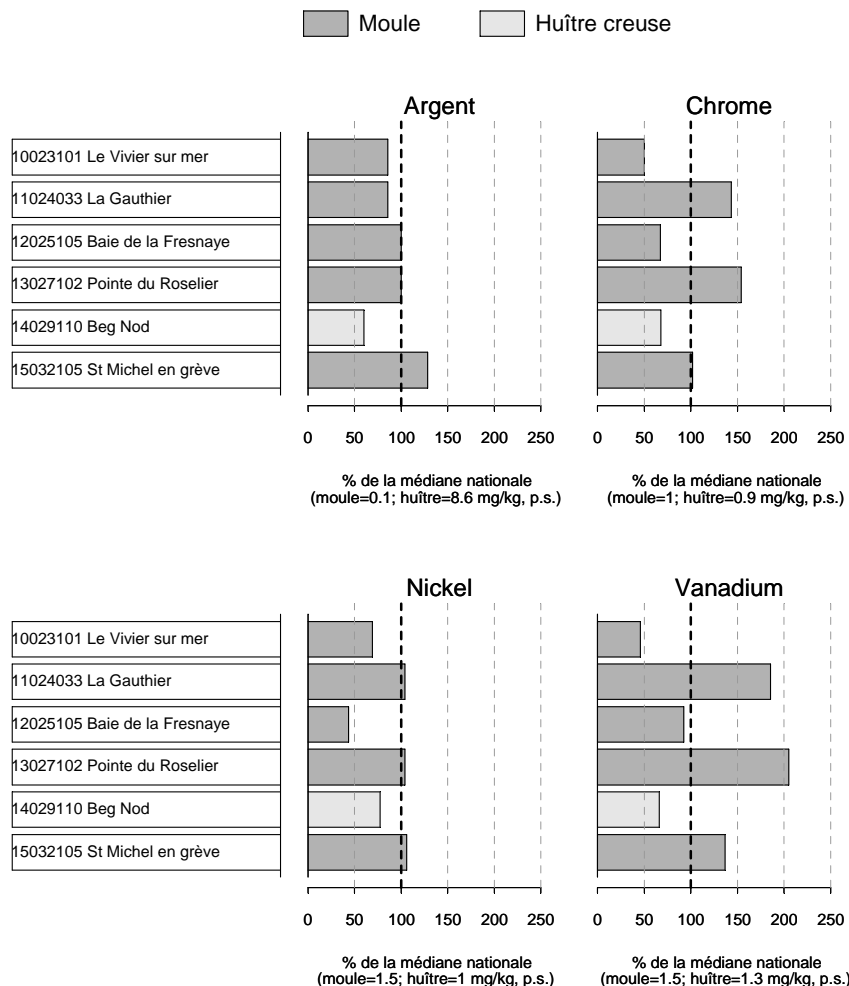 Moule
Huître creuse
Argent
Chrome
10023101 Le Vivier sur mer
11024033 La Gauthier
12025105 Baie de la Fresnaye
13027102 Pointe du Roselier
14029110 Beg Nod
15032105 St Michel en grève
0 50 100 150 200 250
0 50 100 150 200 250
% de la médiane nationale
(moule=0.1; huître=8.6 mg/kg, p.s.)
% de la médiane nationale
(moule=1; huître=0.9 mg/kg, p.s.)
Nickel
Vanadium
10023101 Le Vivier sur mer
11024033 La Gauthier
12025105 Baie de la Fresnaye
13027102 Pointe du Roselier
14029110 Beg Nod
15032105 St Michel en grève
0 50 100 150 200 250
0 50 100 150 200 250
% de la médiane nationale
(moule=1.5; huître=1 mg/kg, p.s.)
% de la médiane nationale
(moule=1.5; huître=1.3 mg/kg, p.s.)